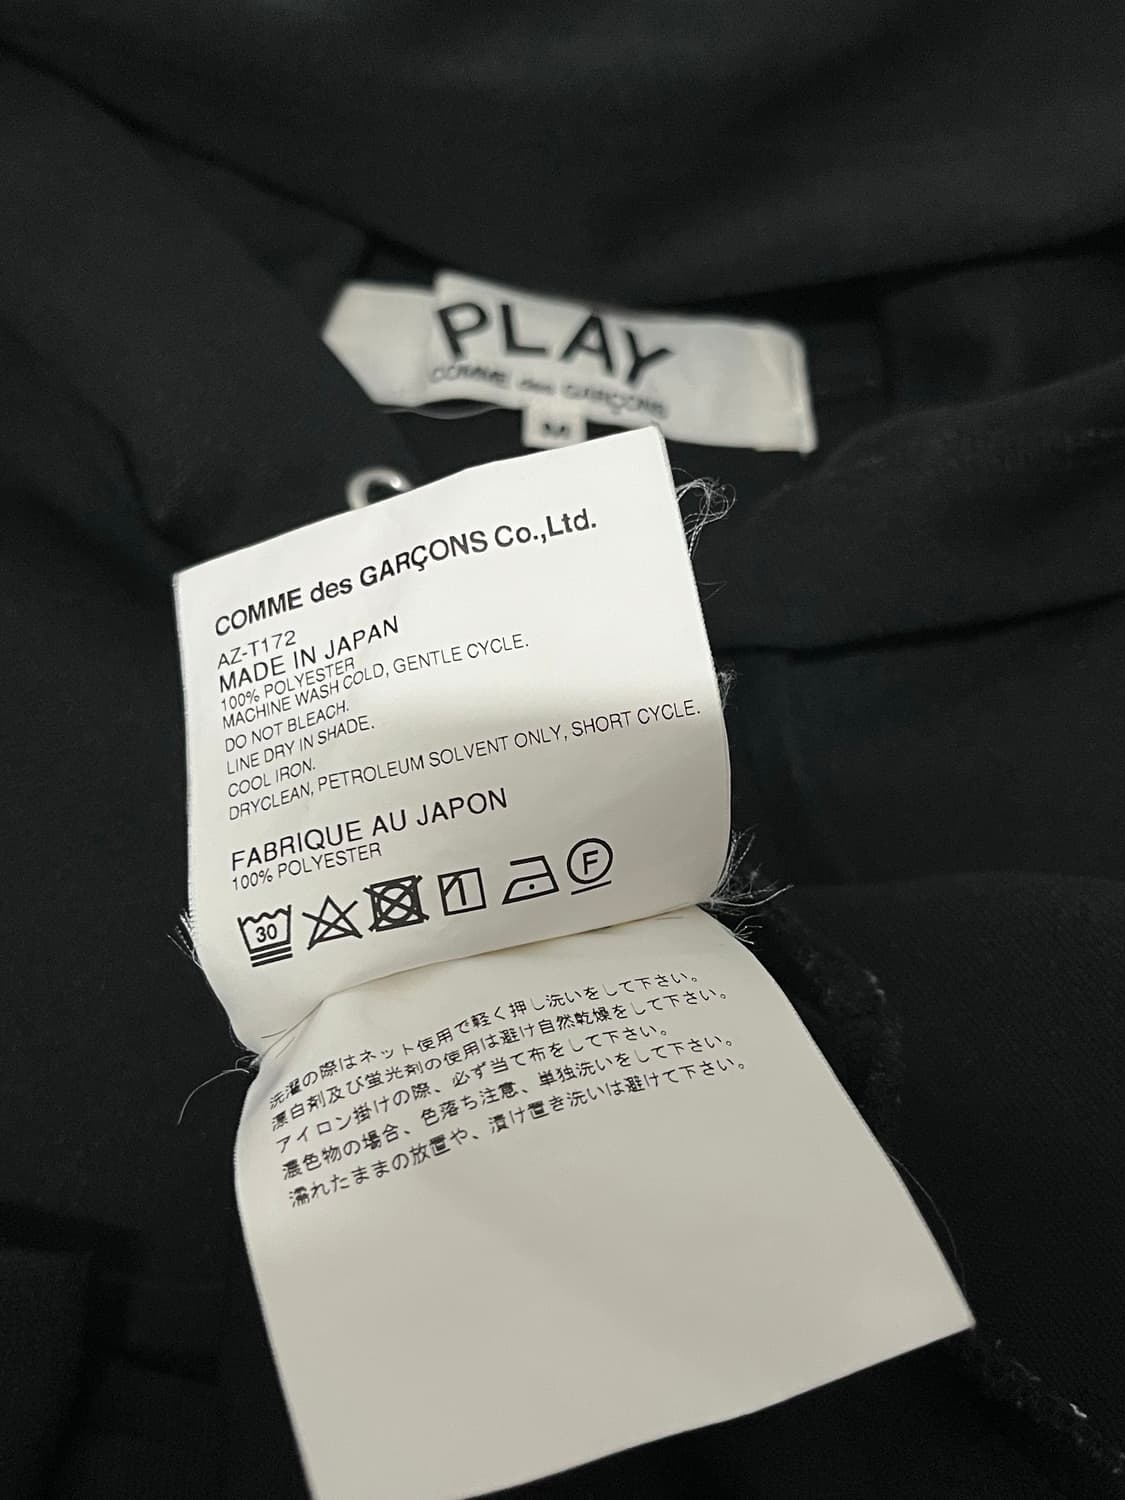 PLAY
COMME des GARÇONS
M
COMME des GARÇONS Co.,Ltd.
AZ-T172
MADE IN JAPAN
100% POLYESTER
MACHINE WASH COLD, GENTLE CYCLE.
DO NOT BLEACH.
LINE DRY IN SHADE.
COOL IRON.
DRYCLEAN, PETROLEUM SOLVENT ONLY, SHORT CYCLE.
FABRIQUE AU JAPON
100% POLYESTER
30
F
洗濯の際はネット使用で軽く押し洗いをして下さい。
漂白剤及び蛍光剤の使用は避け自然乾燥をして下さい。
アイロン掛けの際、必ず当て布をして下さい。
濃色物の場合、色落ち注意、単独洗いをして下さい。
濡れたままの放置や、漬け置き洗いは避けて下さい。